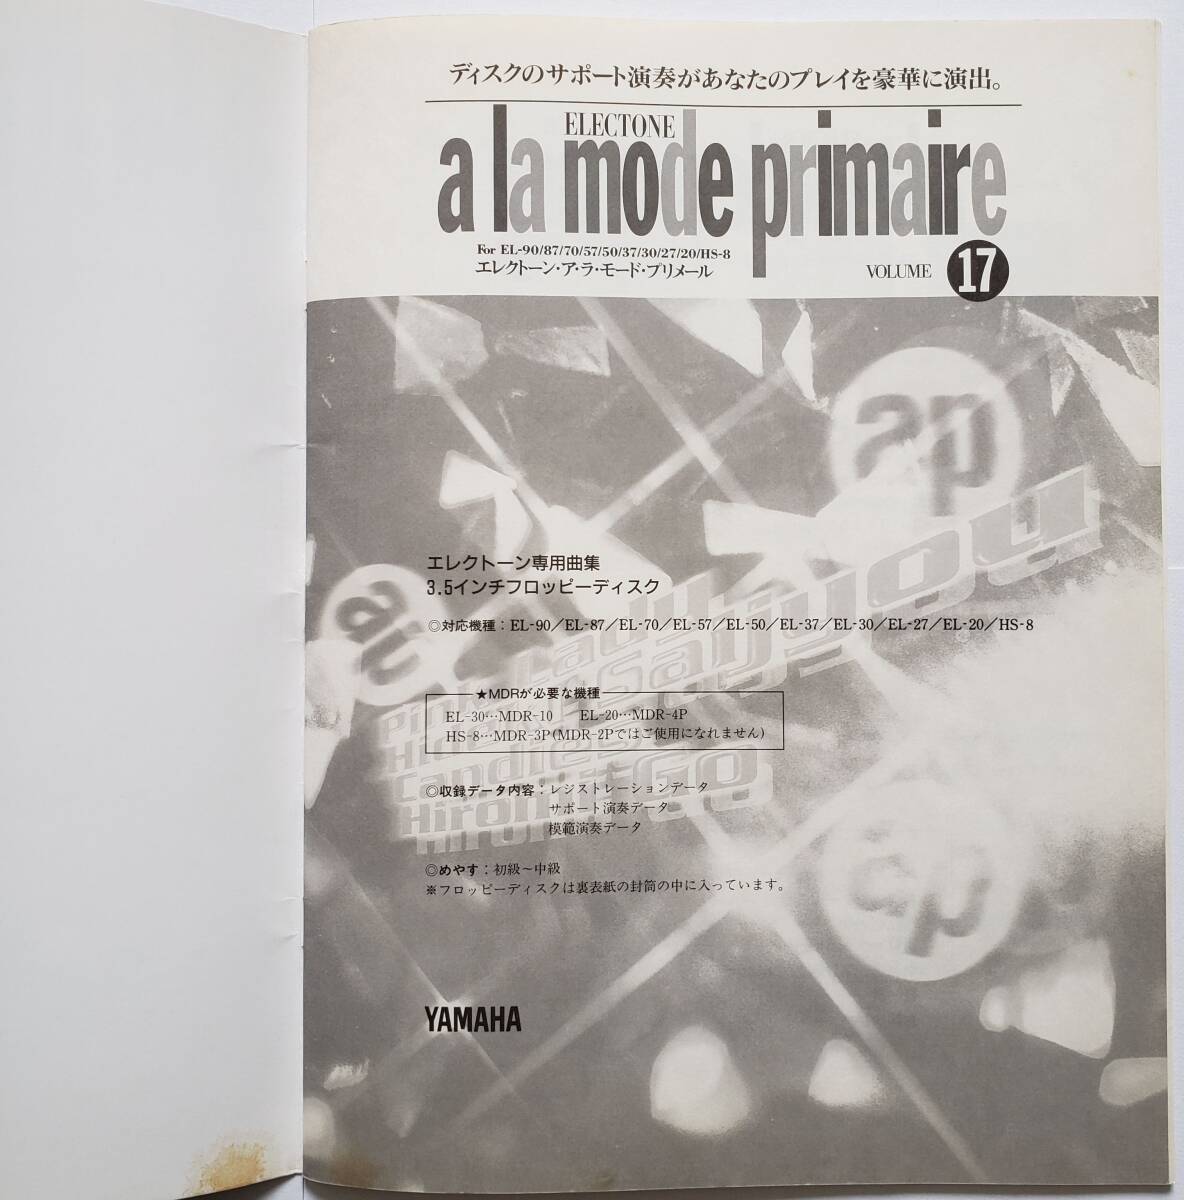 ディスクのサポート演奏があなたのプレイを豪華に演出。
ELECTONE
a la mode primaire
For EL-90/87/70/57/50/37/30/27/20/HS-8
エレクトーン・ア・ラ・モード・プリメール
VOLUME 17
ap
エレクトーン専用曲集
3.5インチフロッピーディスク
ap
◎対応機種：EL-90／EL-87／EL-70／EL-57／EL-50／EL-37／EL-30／EL-27／EL-20／HS-8
Pink Lady
Hideki Saijyou
Candies
Hiromi Go
★MDRが必要な機種
EL-30…MDR-10 EL-20…MDR-4P
HS-8…MDR-3P（MDR-2Pではご使用になれません）
◎収録データ内容：レジストレーションデータ
サポート演奏データ
模範演奏データ
◎めやす：初級～中級
※フロッピーディスクは裏表紙の封筒の中に入っています。
ap
YAMAHA